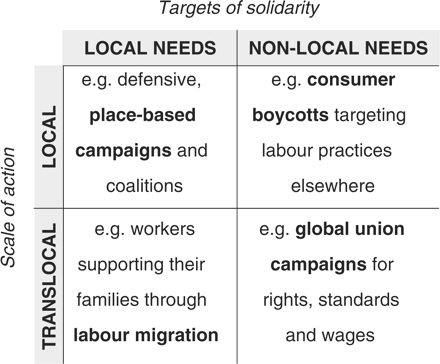 Targets of solidarity
LOCAL NEEDS
NON-LOCAL NEEDS
Scale of action
LOCAL
e.g. defensive,
place-based
campaigns and
coalitions
e.g. consumer
boycotts targeting
labour practices
elsewhere
TRANSLOCAL
e.g. workers
supporting their
families through
labour migration
e.g. global union
campaigns for
rights, standards
and wages